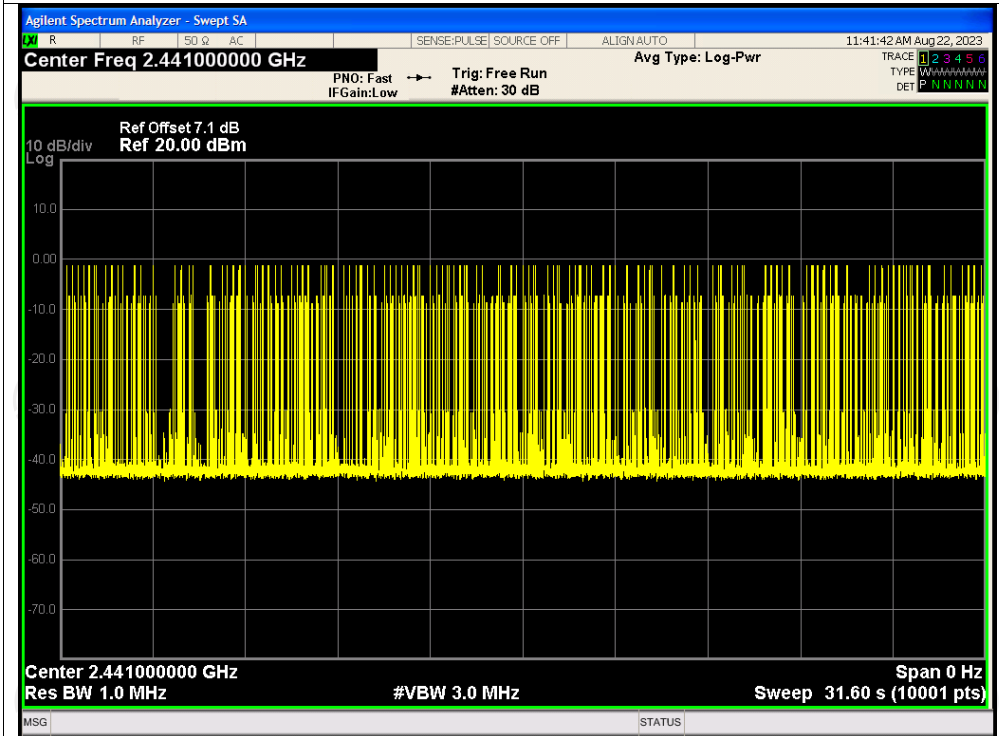 Agilent Spectrum Analyzer - Swept SA
LXI R RF 50 Ω AC SENSE:PULSE SOURCE OFF ALIGN AUTO 11:41:42 AM Aug 22, 2023
Center Freq 2.441000000 GHz Avg Type: Log-Pwr TRACE 1 2 3 4 5 6
PNO: Fast Trig: Free Run TYPE W
IFGain:Low #Atten: 30 dB DET P N N N N N
Ref Offset 7.1 dB
10 dB/div Ref 20.00 dBm
Log
10.0
0.00
-10.0
-20.0
-30.0
-40.0
-50.0
-60.0
-70.0
Center 2.441000000 GHz Span 0 Hz
Res BW 1.0 MHz #VBW 3.0 MHz Sweep 31.60 s (10001 pts)
MSG STATUS